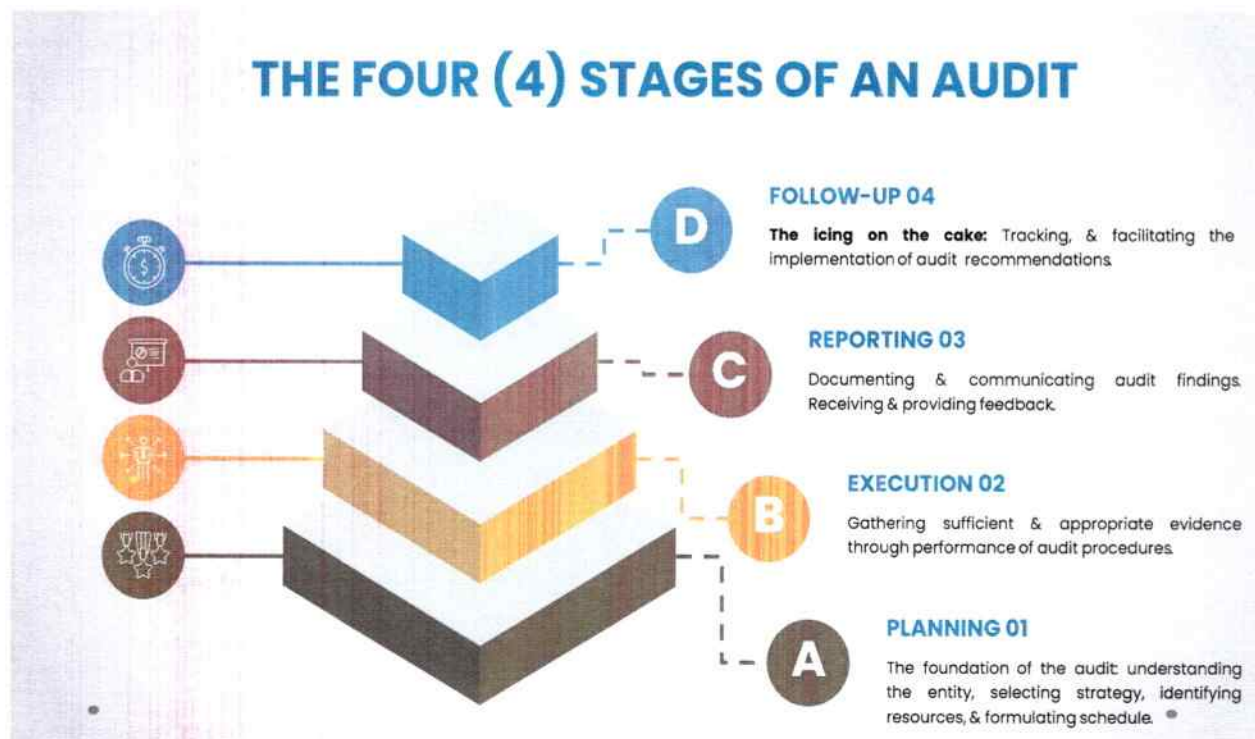 THE FOUR (4) STAGES OF AN AUDIT
D
FOLLOW-UP 04
The icing on the cake: Tracking, & facilitating the
implementation of audit recommendations.
C
REPORTING 03
Documenting & communicating audit findings.
Receiving & providing feedback.
B
EXECUTION 02
Gathering sufficient & appropriate evidence
through performance of audit procedures.
A
PLANNING 01
The foundation of the audit: understanding
the entity, selecting strategy, identifying
resources, & formulating schedule.
$